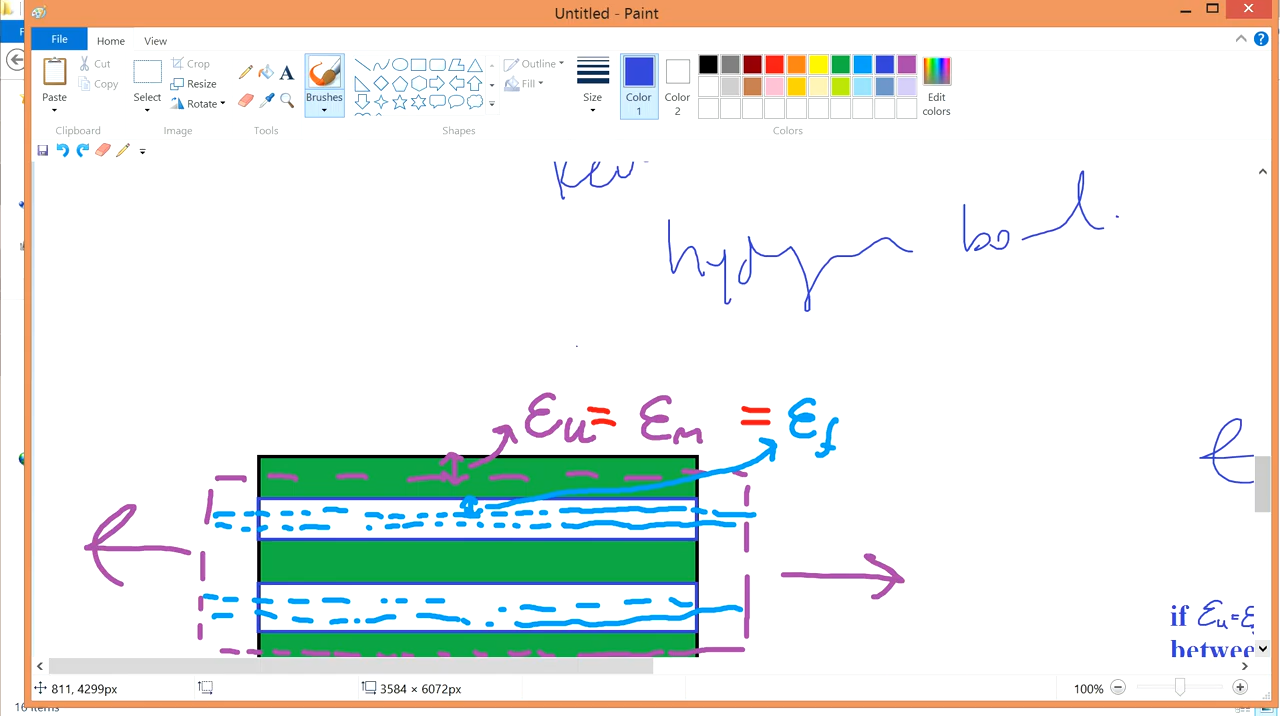 Untitled - Paint
File
Home
View
Cut
Copy
Paste
Crop
Resize
Rotate
Select
Brushes
Outline
Fill
Size
Color
1
Color
2
Edit
colors
Clipboard
Image
Tools
Shapes
Colors
εu = εm = εf
if εu=ε
betwee
811, 4299px
3584 × 6072px
100%